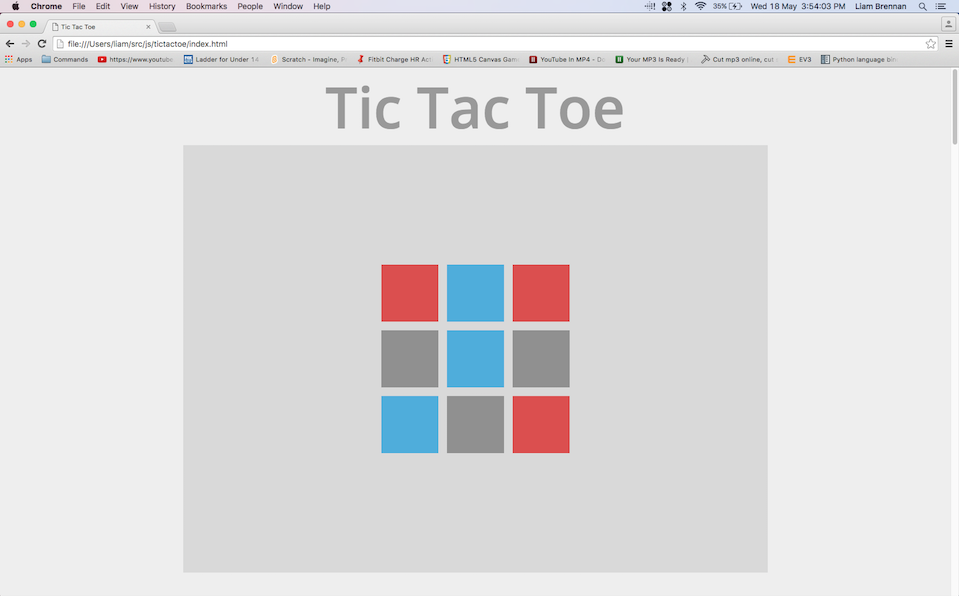 Chrome File Edit View History Bookmarks People Window Help 35% Wed 18 May 3:54:03 PM Liam Brennan
Tic Tac Toe
file:///Users/liam/src/js/tictactoe/index.html
Apps Commands https://www.youtube Ladder for Under 14 Scratch - Imagine, P Fitbit Charge HR Act HTML5 Canvas Gam YouTube In MP4 - Do Your MP3 Is Ready | Cut mp3 online, cut EV3 Python language bin
Tic Tac Toe